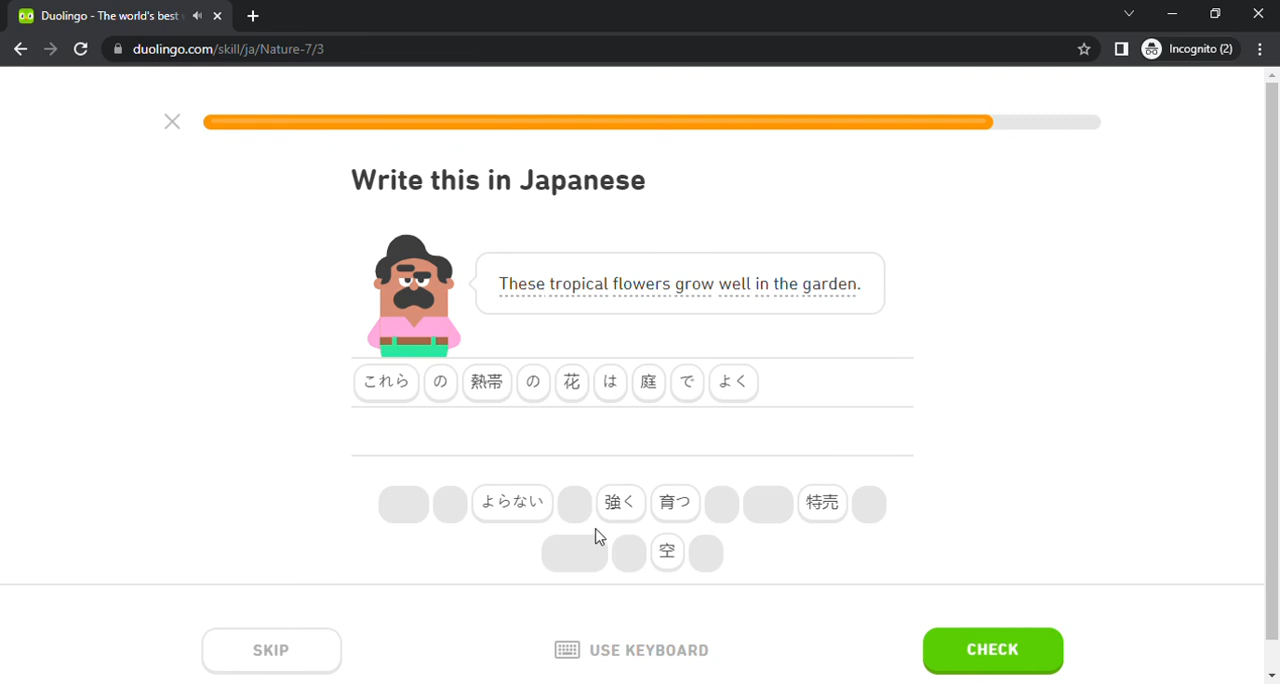 Duolingo - The world's best
duolingo.com/skill/ja/Nature-7/3
Incognito (2)
Write this in Japanese
These tropical flowers grow well in the garden.
これら の 熱帯 の 花 は 庭 で よく
よらない 強く 育つ 特売
空
SKIP
USE KEYBOARD
CHECK